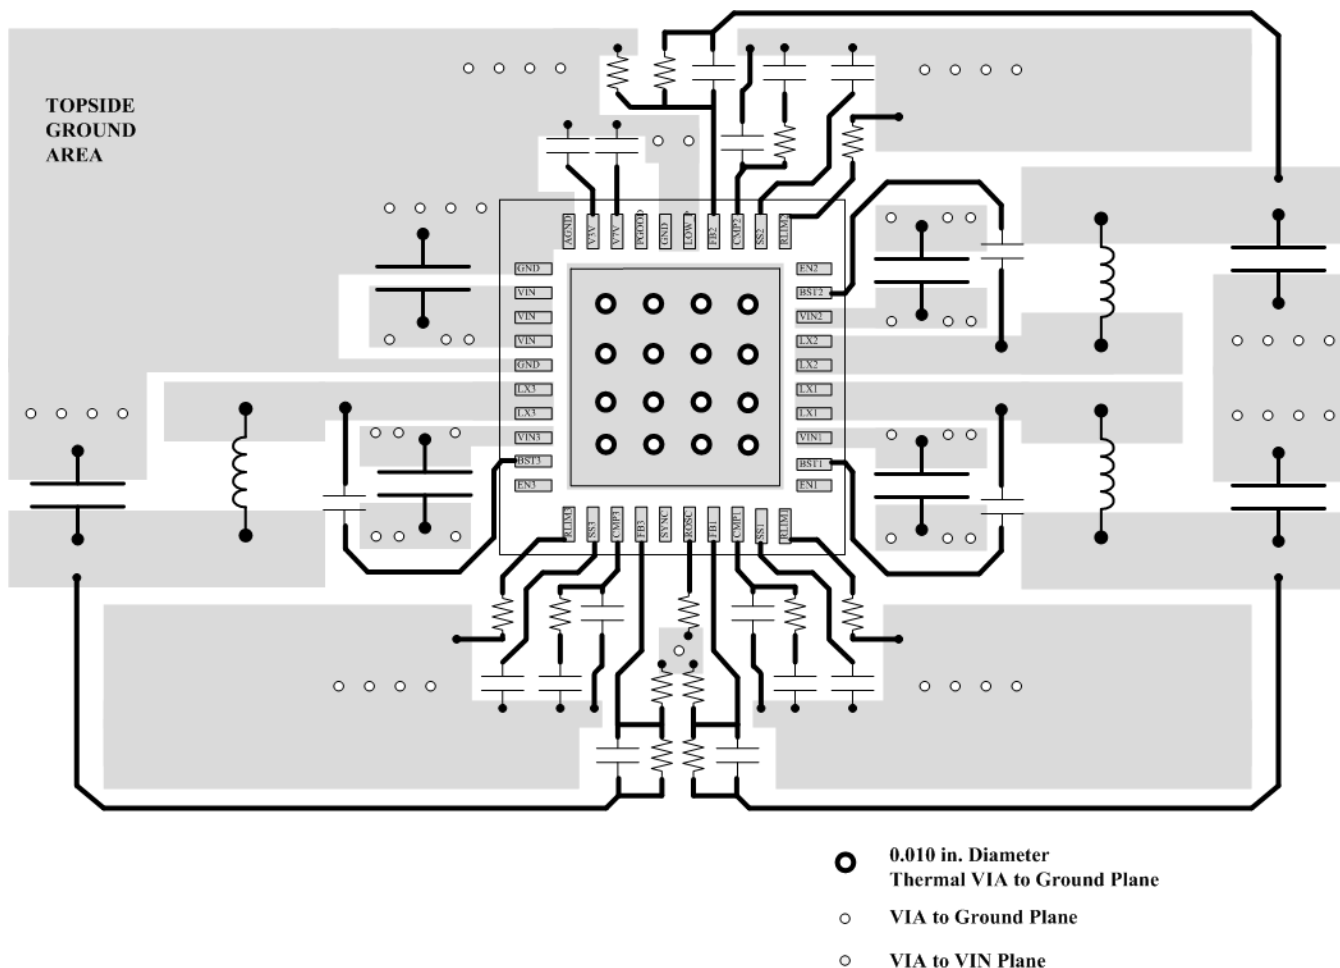 TOPSIDE
GROUND
AREA
AGND
V3V
V7V
PGOOD
GND
LOW_P
FB2
CMP2
SS2
RLIM2
GND
VIN
VIN
VIN
GND
LX3
LX3
VIN3
BST3
EN3
EN2
BST2
VIN2
LX2
LX2
LX1
LX1
VIN1
BST1
EN1
RLIM3
SS3
CMP3
FB3
SYNC
ROSC
FB1
CMP1
SS1
RLIM1
0.010 in. Diameter
Thermal VIA to Ground Plane
VIA to Ground Plane
VIA to VIN Plane